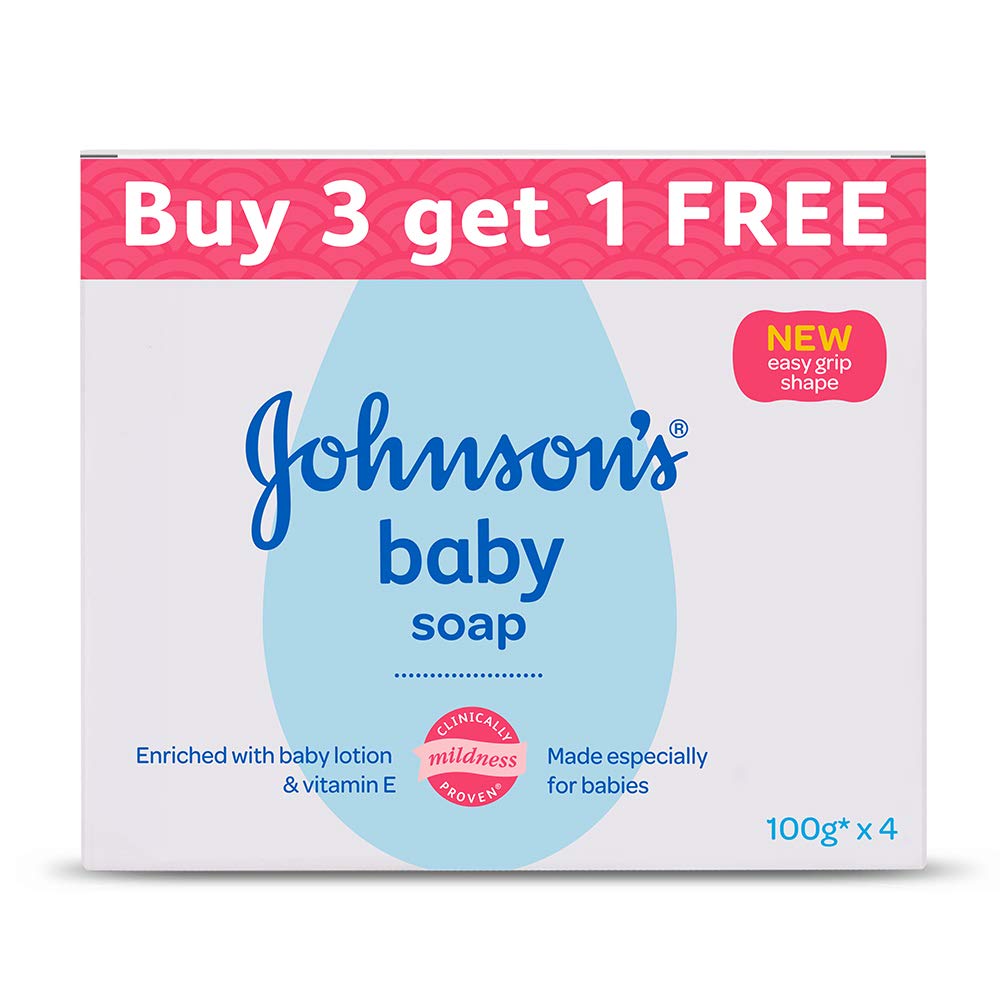 Buy 3 get 1 FREE
NEW
easy grip
shape
Johnson's®
baby
soap
Enriched with baby lotion
& vitamin E
CLINICALLY
mildness
PROVEN®
Made especially
for babies
100g* x 4